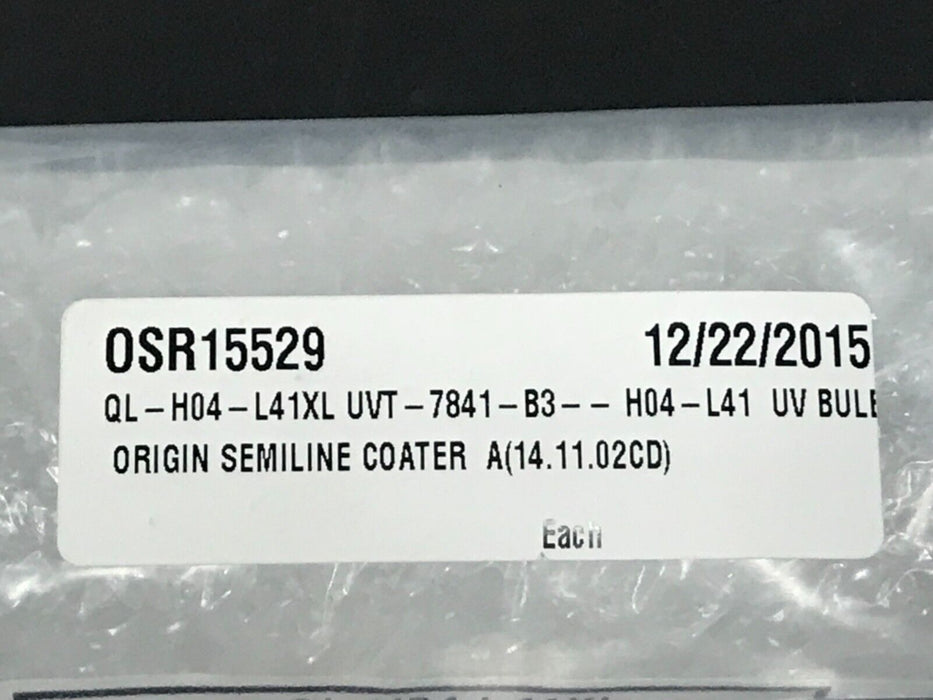 OSR15529 12/22/2015
QL-H04-L41XL UVT-7841-B3-- H04-L41 UV BULB
ORIGIN SEMILINE COATER A(14.11.02CD)
Each